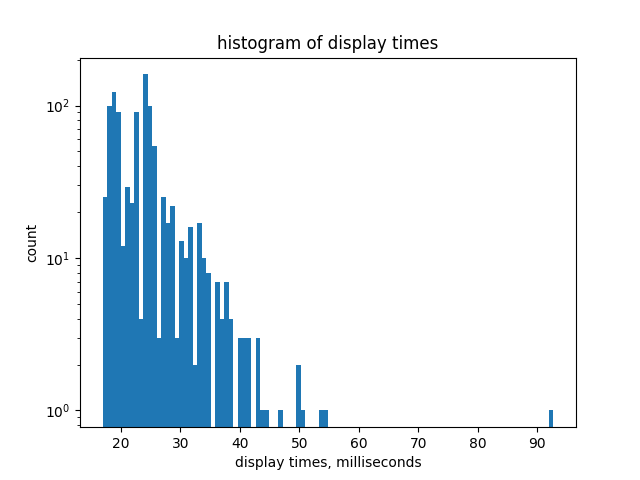 histogram of display times
count
10²
10¹
10⁰
20 30 40 50 60 70 80 90
display times, milliseconds